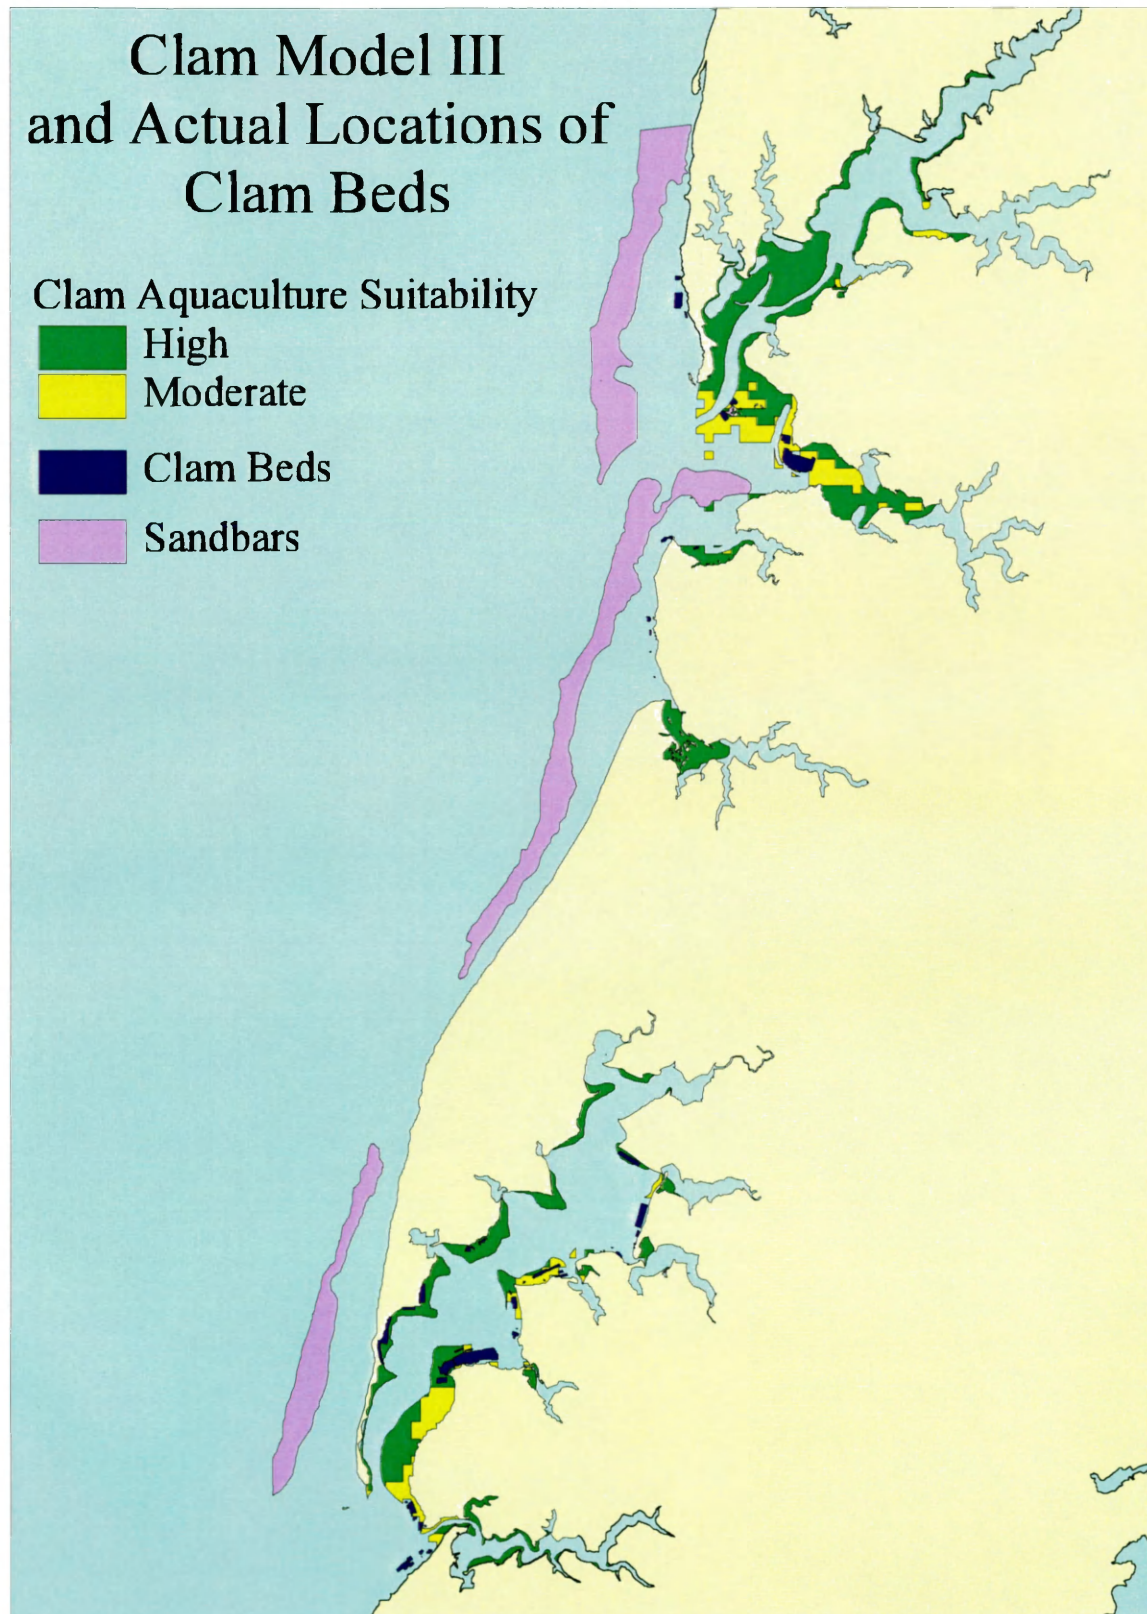 Clam Model III
and Actual Locations of
Clam Beds
Clam Aquaculture Suitability
High
Moderate
Clam Beds
Sandbars